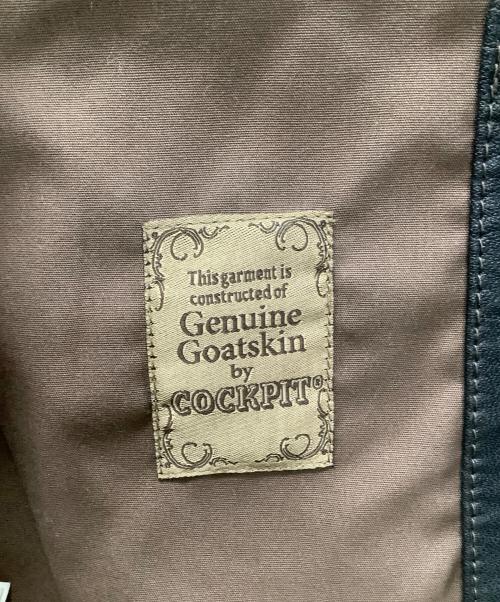 This garment is
constructed of
Genuine
Goatskin
by
COCKPIT®